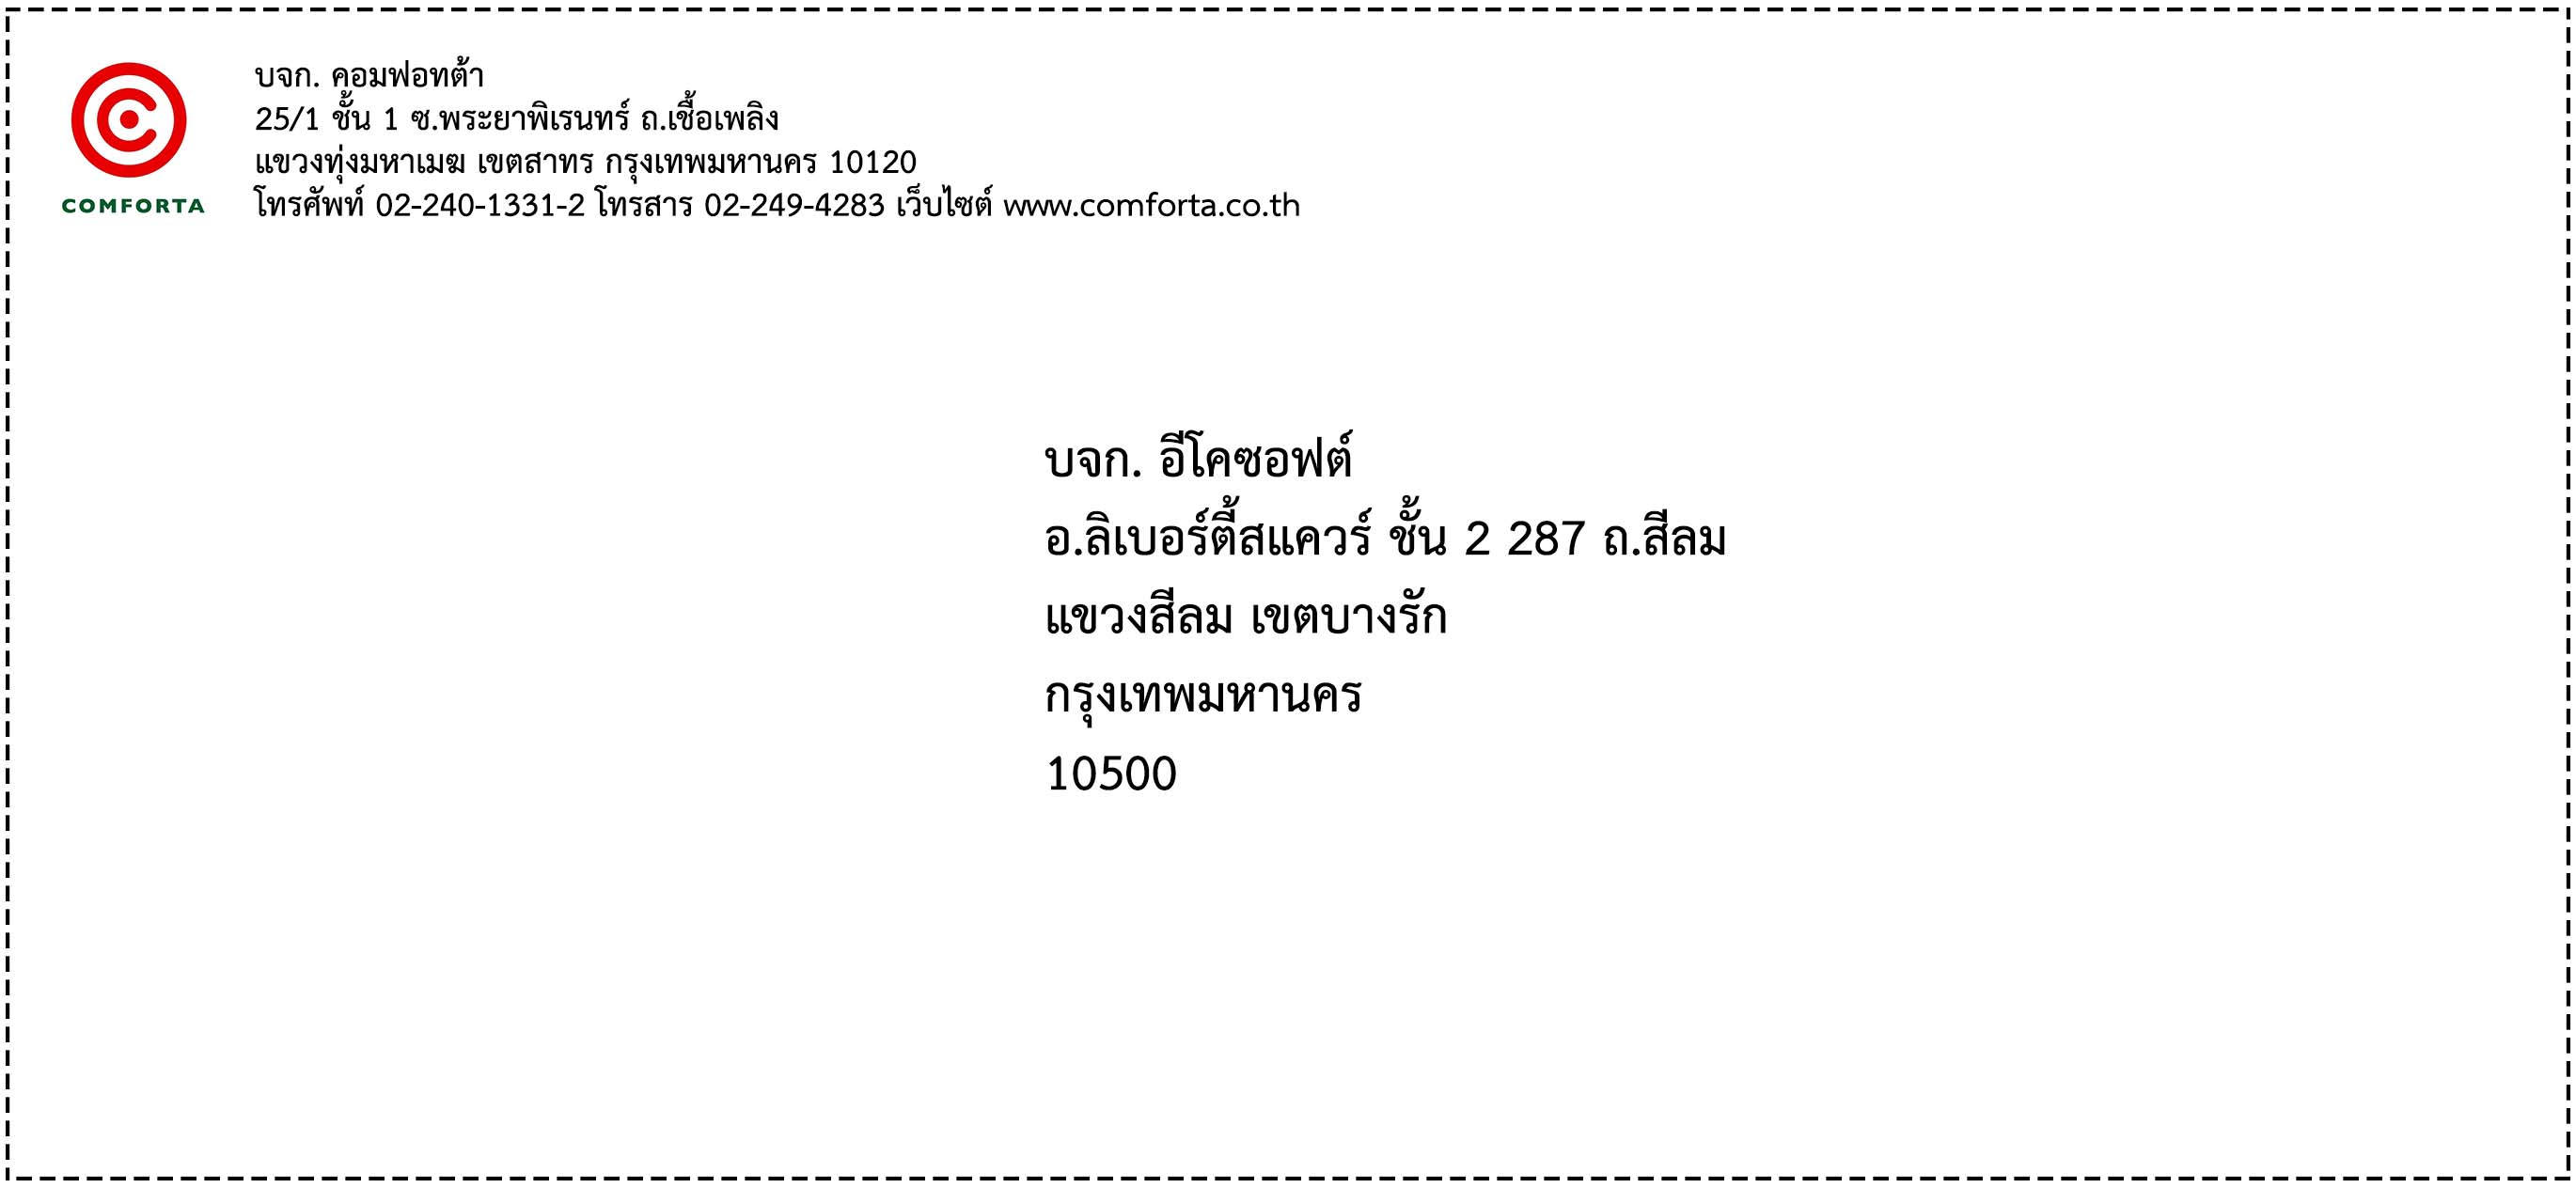 COMFORTA
บจก. คอมฟอทต้า
25/1 ชั้น 1 ซ.พระยาพิเรนทร์ ถ.เชื้อเพลิง
แขวงทุ่งมหาเมฆ เขตสาทร กรุงเทพมหานคร 10120
โทรศัพท์ 02-240-1331-2 โทรสาร 02-249-4283 เว็บไซต์ www.comforta.co.th
บจก. อีโคซอฟต์
อ.ลิเบอร์ตี้สแควร์ ชั้น 2 287 ถ.สีลม
แขวงสีลม เขตบางรัก
กรุงเทพมหานคร
10500